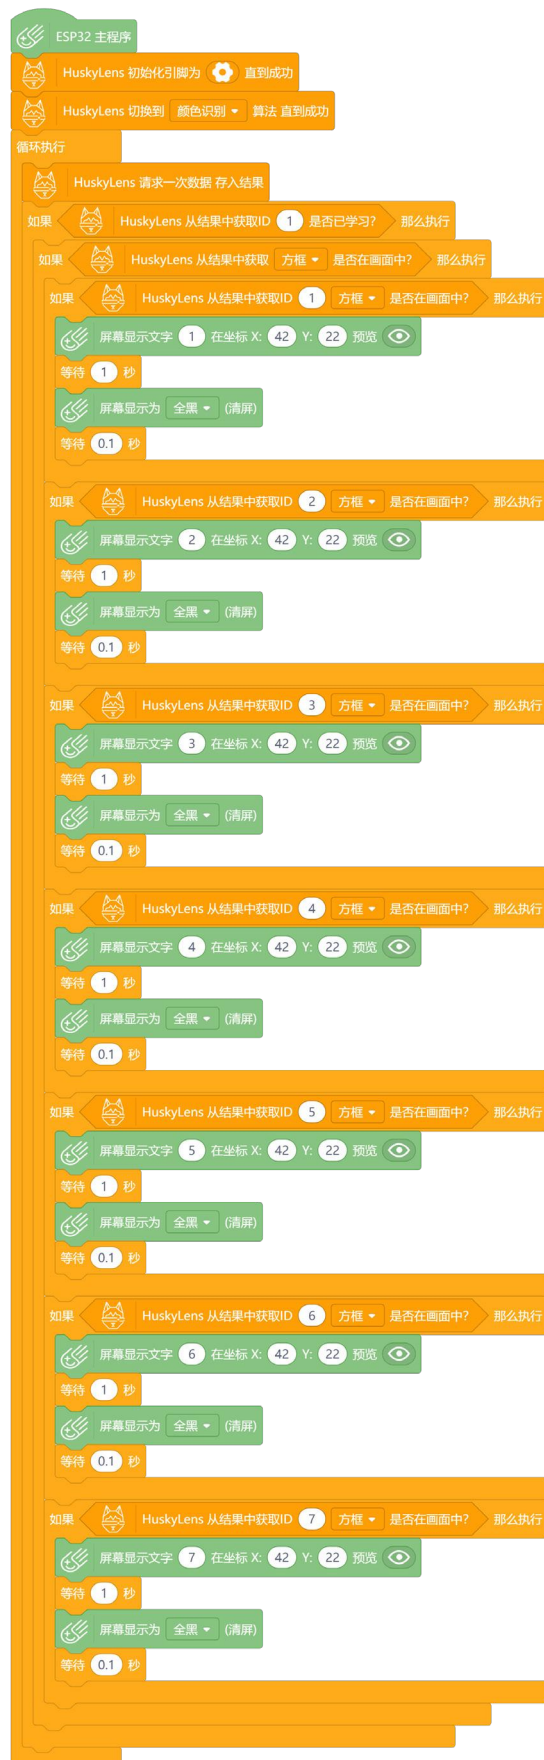 ESP32 主程序
HuskyLens 初始化引脚为 直到成功
HuskyLens 切换到 颜色识别 算法 直到成功
循环执行
HuskyLens 请求一次数据 存入结果
如果 HuskyLens 从结果中获取ID 1 是否已学习? 那么执行
如果 HuskyLens 从结果中获取 方框 是否在画面中? 那么执行
如果 HuskyLens 从结果中获取ID 1 方框 是否在画面中? 那么执行
屏幕显示文字 1 在坐标 X: 42 Y: 22 预览
等待 1 秒
屏幕显示为 全黑 (清屏)
等待 0.1 秒
如果 HuskyLens 从结果中获取ID 2 方框 是否在画面中? 那么执行
屏幕显示文字 2 在坐标 X: 42 Y: 22 预览
等待 1 秒
屏幕显示为 全黑 (清屏)
等待 0.1 秒
如果 HuskyLens 从结果中获取ID 3 方框 是否在画面中? 那么执行
屏幕显示文字 3 在坐标 X: 42 Y: 22 预览
等待 1 秒
屏幕显示为 全黑 (清屏)
等待 0.1 秒
如果 HuskyLens 从结果中获取ID 4 方框 是否在画面中? 那么执行
屏幕显示文字 4 在坐标 X: 42 Y: 22 预览
等待 1 秒
屏幕显示为 全黑 (清屏)
等待 0.1 秒
如果 HuskyLens 从结果中获取ID 5 方框 是否在画面中? 那么执行
屏幕显示文字 5 在坐标 X: 42 Y: 22 预览
等待 1 秒
屏幕显示为 全黑 (清屏)
等待 0.1 秒
如果 HuskyLens 从结果中获取ID 6 方框 是否在画面中? 那么执行
屏幕显示文字 6 在坐标 X: 42 Y: 22 预览
等待 1 秒
屏幕显示为 全黑 (清屏)
等待 0.1 秒
如果 HuskyLens 从结果中获取ID 7 方框 是否在画面中? 那么执行
屏幕显示文字 7 在坐标 X: 42 Y: 22 预览
等待 1 秒
屏幕显示为 全黑 (清屏)
等待 0.1 秒